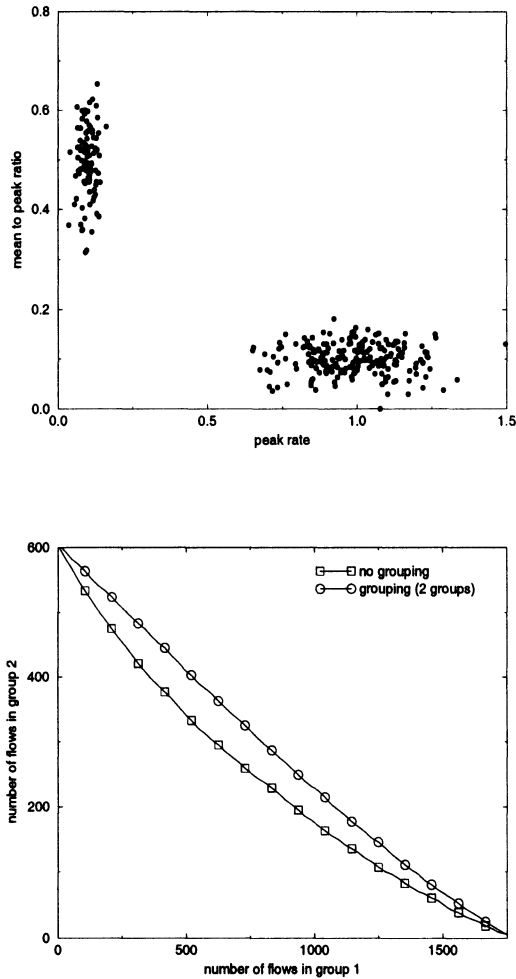 0.8
0.6
mean to peak ratio
0.4
0.2
0.0
0.0 0.5 1.0 1.5
peak rate
600
no grouping
grouping (2 groups)
400
number of flows in group 2
200
0
0 500 1000 1500
number of flows in group 1